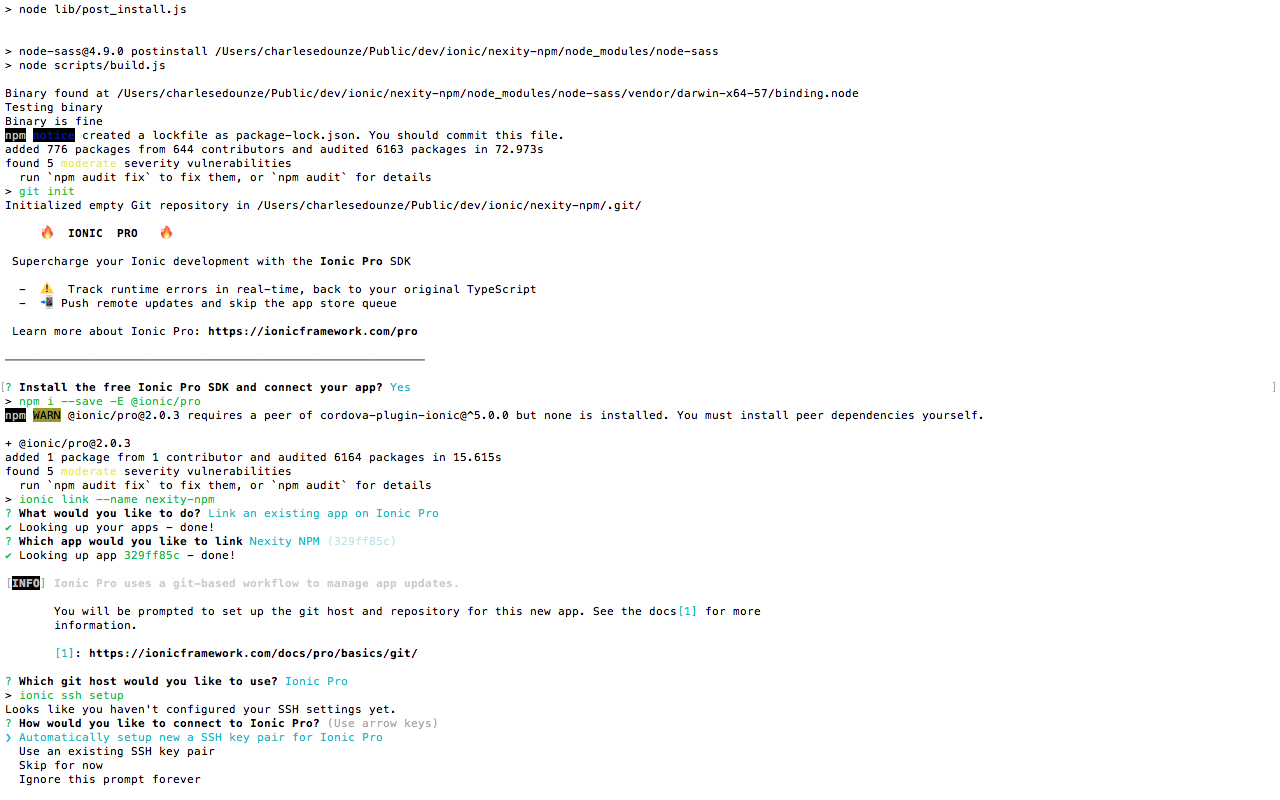 > node lib/post_install.js
> node-sass@4.9.0 postinstall /Users/charlesedounze/Public/dev/ionic/nexity-npm/node_modules/node-sass
> node scripts/build.js
Binary found at /Users/charlesedounze/Public/dev/ionic/nexity-npm/node_modules/node-sass/vendor/darwin-x64-57/binding.node
Testing binary
Binary is fine
npm notice created a lockfile as package-lock.json. You should commit this file.
added 776 packages from 644 contributors and audited 6163 packages in 72.973s
found 5 moderate severity vulnerabilities
  run `npm audit fix` to fix them, or `npm audit` for details
> git init
Initialized empty Git repository in /Users/charlesedounze/Public/dev/ionic/nexity-npm/.git/
🔥 IONIC PRO 🔥
Supercharge your Ionic development with the Ionic Pro SDK
- ⚠️ Track runtime errors in real-time, back to your original TypeScript
- 📲 Push remote updates and skip the app store queue
Learn more about Ionic Pro: https://ionicframework.com/pro
[? Install the free Ionic Pro SDK and connect your app? Yes ]
> npm i --save -E @ionic/pro
npm WARN @ionic/pro@2.0.3 requires a peer of cordova-plugin-ionic@^5.0.0 but none is installed. You must install peer dependencies yourself.
+ @ionic/pro@2.0.3
added 1 package from 1 contributor and audited 6164 packages in 15.615s
found 5 moderate severity vulnerabilities
  run `npm audit fix` to fix them, or `npm audit` for details
> ionic link --name nexity-npm
? What would you like to do? Link an existing app on Ionic Pro
✔ Looking up your apps - done!
? Which app would you like to link Nexity NPM (329ff85c)
✔ Looking up app 329ff85c - done!
[INFO] Ionic Pro uses a git-based workflow to manage app updates.
You will be prompted to set up the git host and repository for this new app. See the docs[1] for more
information.
[1]: https://ionicframework.com/docs/pro/basics/git/
? Which git host would you like to use? Ionic Pro
> ionic ssh setup
Looks like you haven't configured your SSH settings yet.
? How would you like to connect to Ionic Pro? (Use arrow keys)
❯ Automatically setup new a SSH key pair for Ionic Pro
  Use an existing SSH key pair
  Skip for now
  Ignore this prompt forever